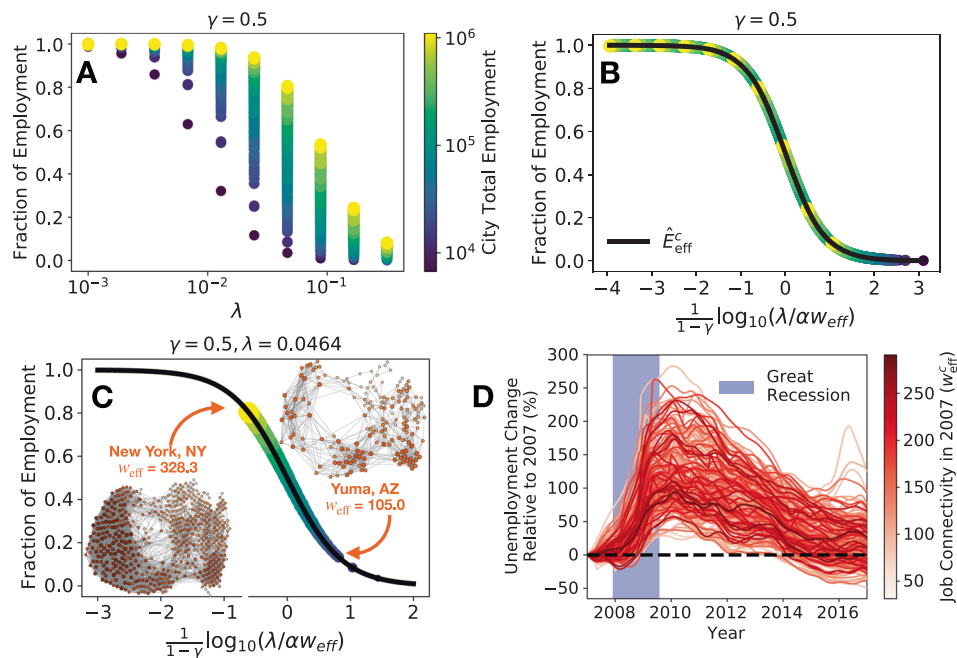 γ = 0.5
A
Fraction of Employment
1.0
0.8
0.6
0.4
0.2
0.0
10⁻³
10⁻²
10⁻¹
λ
10⁶
10⁵
10⁴
City Total Employment
γ = 0.5
B
Fraction of Employment
1.0
0.8
0.6
0.4
0.2
0.0
Ê_eff^c
−4 −3 −2 −1 0 1 2 3
1/(1−γ) log₁₀(λ/αw_eff)
γ = 0.5, λ = 0.0464
C
Fraction of Employment
1.0
0.8
0.6
0.4
0.2
0.0
New York, NY
w_eff = 328.3
Yuma, AZ
w_eff = 105.0
−3 −2 −1 0 1 2
1/(1−γ) log₁₀(λ/αw_eff)
D
Unemployment Change
Relative to 2007 (%)
300
250
200
150
100
50
0
−50
Great
Recession
2008 2010 2012 2014 2016
Year
250
200
150
100
50
Job Connectivity in 2007 (w_eff^c)